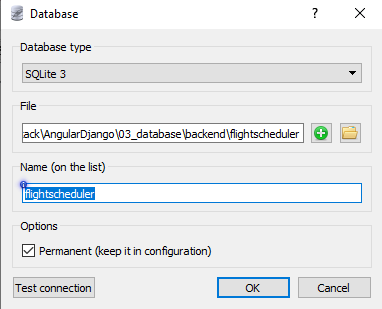 Database
?
Database type
SQLite 3
File
ack\AngularDjango\03_database\backend\flightscheduler
Name (on the list)
flightscheduler
Options
Permanent (keep it in configuration)
Test connection
OK
Cancel